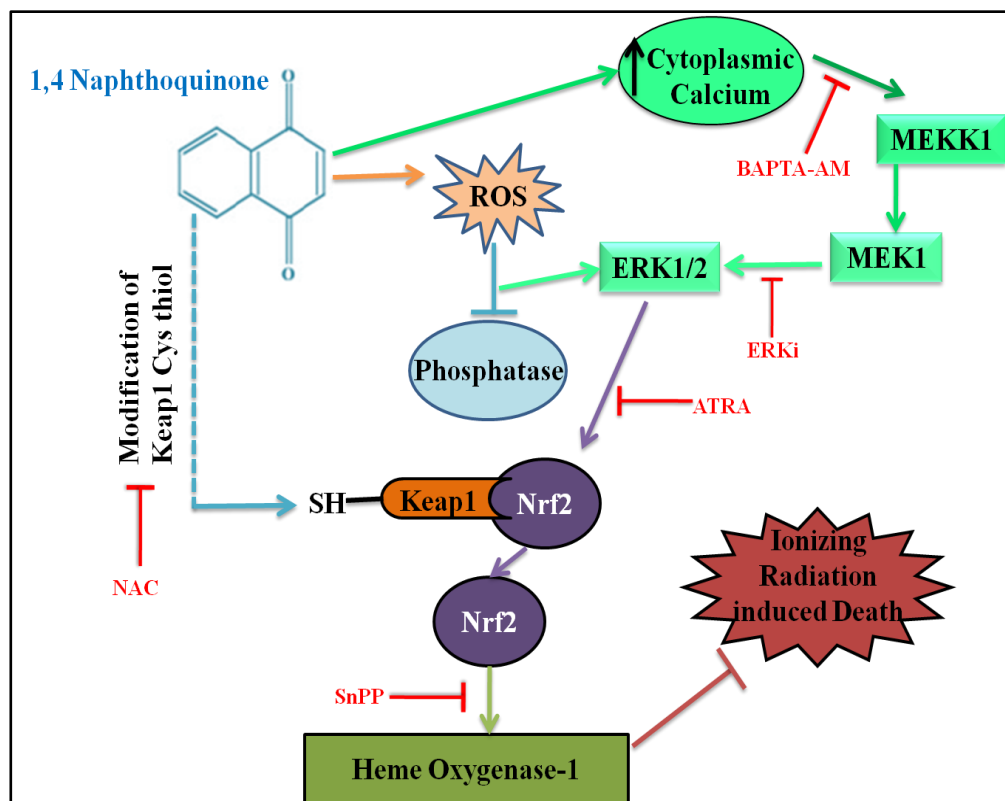 O
1,4 Naphthoquinone
O
Cytoplasmic
Calcium
MEKK1
BAPTA-AM
ROS
ERK1/2
MEK1
ERKi
Phosphatase
ATRA
Modification of
Keap1 Cys thiol
SH
Keap1
Nrf2
NAC
Ionizing
Radiation
induced Death
Nrf2
SnPP
Heme Oxygenase-1